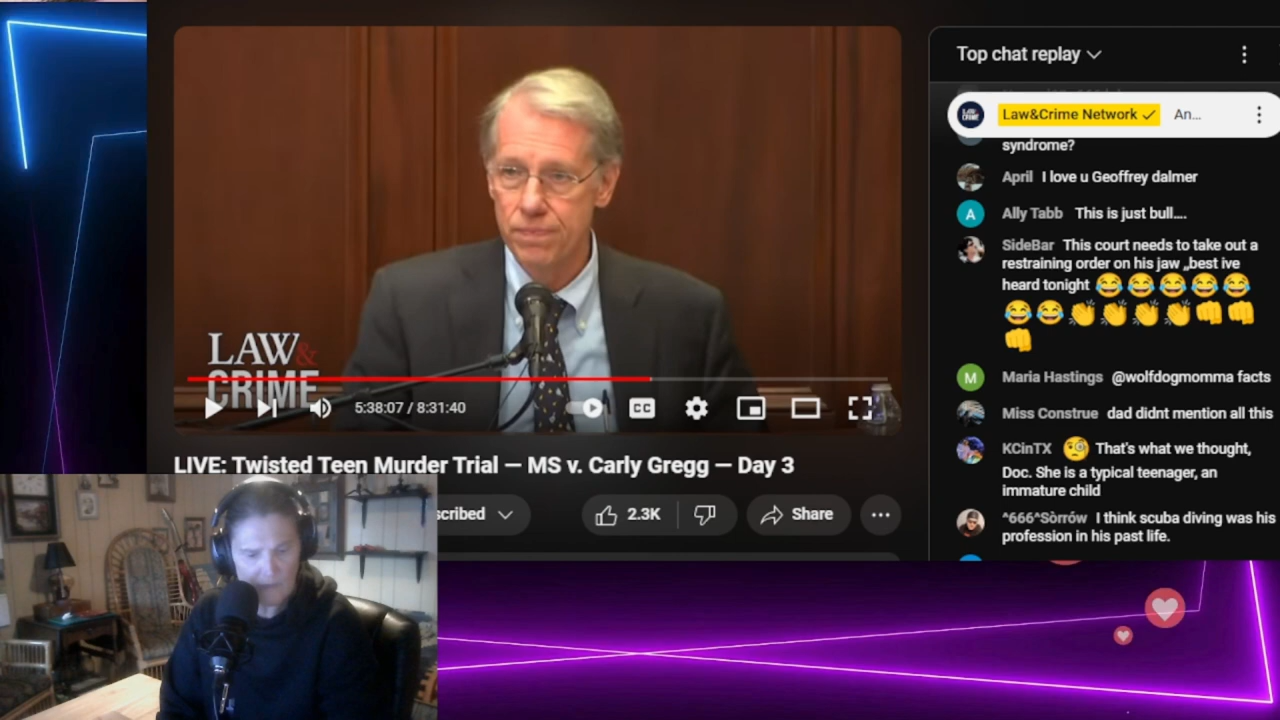 Top chat replay
Law&Crime Network An...
syndrome?
April I love u Geoffrey dalmer
A Ally Tabb This is just bull....
SideBar This court needs to take out a
restraining order on his jaw ,,best ive
heard tonight 😂😂😂😂😂
😂😂👏👏👏👏👊👊
👊
M Maria Hastings @wolfdogmomma facts
Miss Construe dad didnt mention all this
KCinTX 🧐 That's what we thought,
Doc. She is a typical teenager, an
immature child
^666^Sòrrów I think scuba diving was his
profession in his past life.
LAW&
CRIME
5:38:07 / 8:31:40
CC
LIVE: Twisted Teen Murder Trial — MS v. Carly Gregg — Day 3
scribed
2.3K
Share